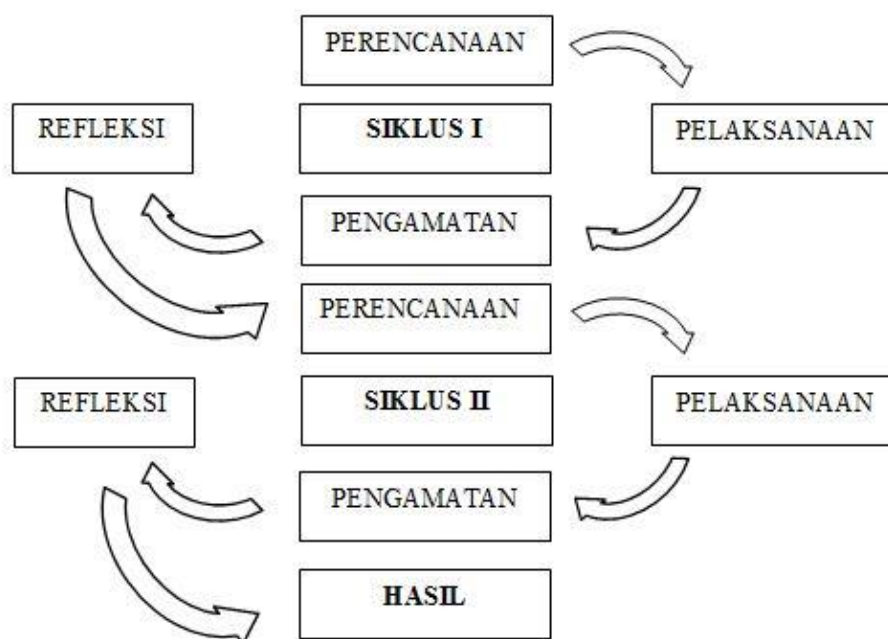 PERENCANAAN
REFLEKSI
SIKLUS I
PELAKSANAAN
PENGAMATAN
PERENCANAAN
REFLEKSI
SIKLUS II
PELAKSANAAN
PENGAMATAN
HASIL